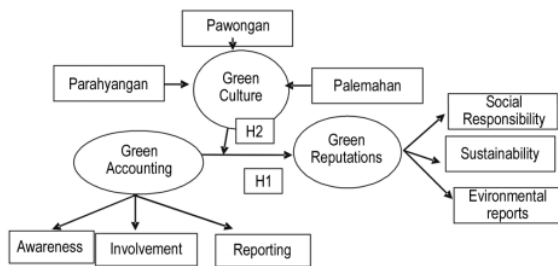 Pawongan
Parahyangan
Green
Culture
Palemahan
H2
Green
Accounting
Green
Reputations
H1
Social
Responsibility
Sustainability
Evironmental
reports
Awareness
Involvement
Reporting